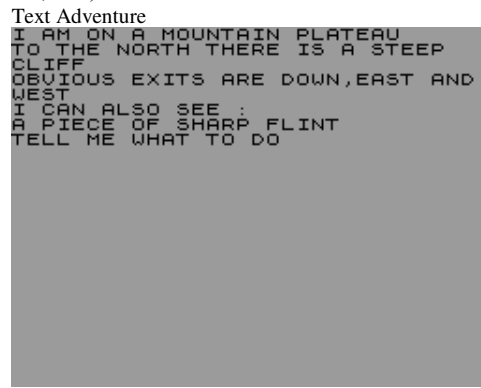 Text Adventure
I AM ON A MOUNTAIN PLATEAU
TO THE NORTH THERE IS A STEEP
CLIFF
OBVIOUS EXITS ARE DOWN,EAST AND
WEST
I CAN ALSO SEE :
A PIECE OF SHARP FLINT
TELL ME WHAT TO DO